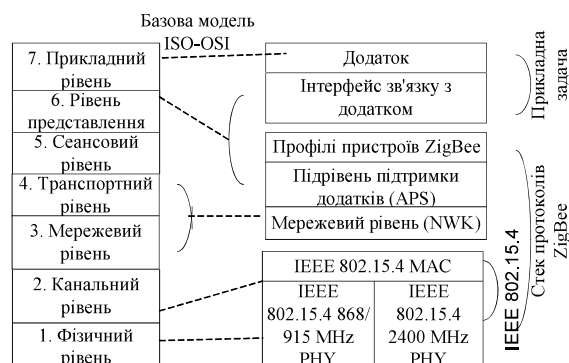 Базова модель
ISO-OSI
7. Прикладний
рівень
6. Рівень
представлення
5. Сеансовий
рівень
4. Транспортний
рівень
3. Мережевий
рівень
2. Канальний
рівень
1. Фізичний
рівень
Додаток
Інтерфейс зв'язку з
додатком
Профілі пристроїв ZigBee
Підрівень підтримки
додатків (APS)
Мережевий рівень (NWK)
IEEE 802.15.4 MAC
IEEE
802.15.4 868/
915 MHz
PHY
IEEE
802.15.4
2400 MHz
PHY
Прикладна
задача
IEEE 802.15.4
Стек протоколів
ZigBee